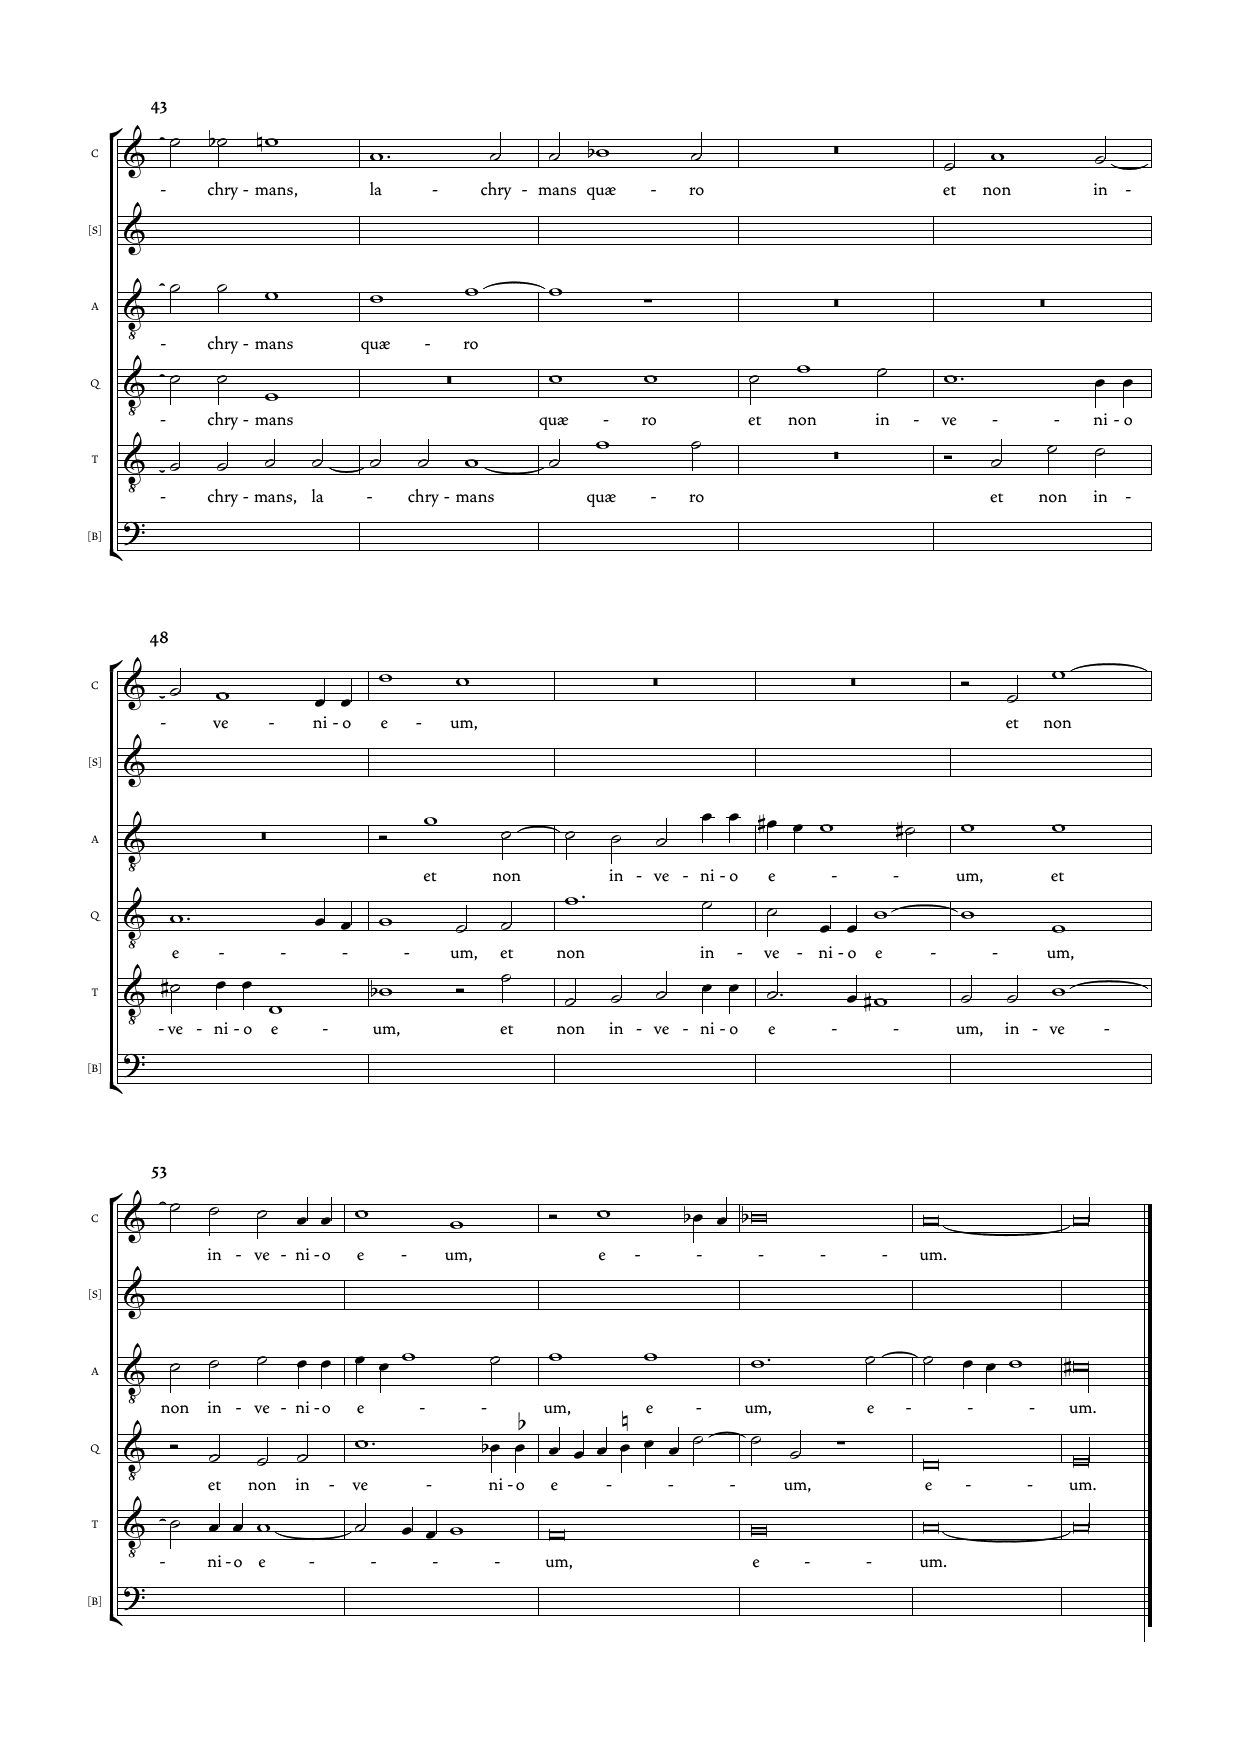 43
C
- chry - mans, la - chry - mans quæ - ro et non in -
[S]
A
- chry - mans quæ - ro
Q
- chry - mans quæ - ro et non in - ve - - ni - o
T
- chry - mans, la - chry - mans quæ - ro et non in -
[B]
48
C
- ve - ni - o e - um, et non
[S]
A
et non in - ve - ni - o e - - um, et
Q
e - - - - um, et non in - ve - ni - o e - - um,
T
- ve - ni - o e - um, et non in - ve - ni - o e - - um, in - ve -
[B]
53
C
in - ve - ni - o e - um, e - - - - um.
[S]
A
non in - ve - ni - o e - - um, e - um, e - - - um.
Q
et non in - ve - ni - o e - - - um, e - - um.
T
- ni - o e - - - - um, e - - um.
[B]